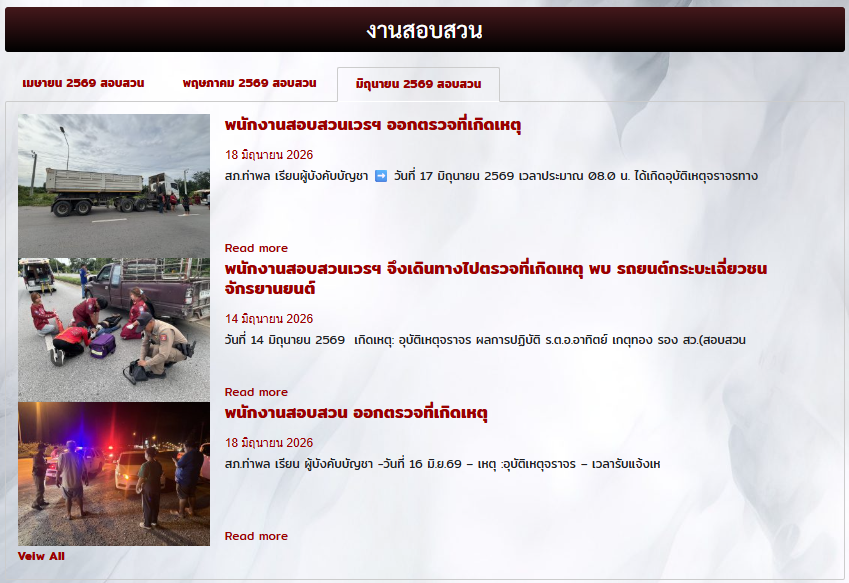 งานสอบสวน
เมษายน 2569 สอบสวน
พฤษภาคม 2569 สอบสวน
มิถุนายน 2569 สอบสวน
พนักงานสอบสวนเวรฯ ออกตรวจที่เกิดเหตุ
18 มิถุนายน 2026
สภ.ท่าพล เรียนผู้บังคับบัญชา ➡️ วันที่ 17 มิถุนายน 2569 เวลาประมาณ 08.0 น. ได้เกิดอุบัติเหตุจราจรทาง
Read more
พนักงานสอบสวนเวรฯ จึงเดินทางไปตรวจที่เกิดเหตุ พบ รถยนต์กระบะเฉี่ยวชน
จักรยานยนต์
14 มิถุนายน 2026
วันที่ 14 มิถุนายน 2569 เกิดเหตุ: อุบัติเหตุจราจร ผลการปฏิบัติ ร.ต.อ.อาทิตย์ เกตุทอง รอง สว.(สอบสวน
Read more
พนักงานสอบสวน ออกตรวจที่เกิดเหตุ
18 มิถุนายน 2026
สภ.ท่าพล เรียน ผู้บังคับบัญชา -วันที่ 16 มิ.ย.69 – เหตุ :อุบัติเหตุจราจร – เวลารับแจ้งเห
Read more
Veiw All